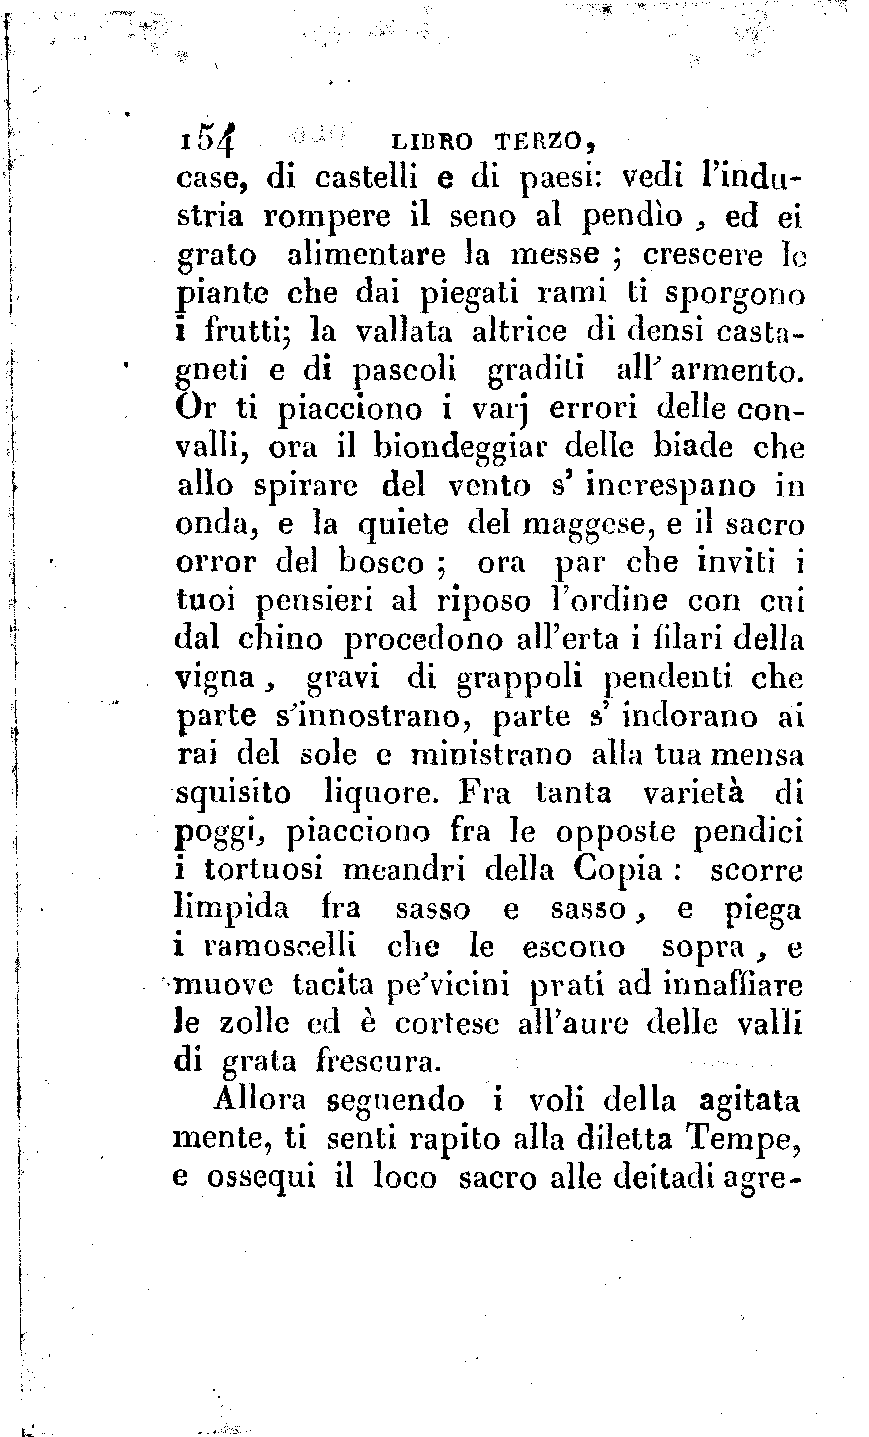 154 LIBRO TERZO,
case, di castelli e di paesi: vedi l'indu-
stria rompere il seno al pendìo, ed ei
grato alimentare la messe ; crescere le
piante che dai piegati rami ti sporgono
i frutti; la vallata altrice di densi casta-
gneti e di pascoli graditi all' armento.
Or ti piacciono i varj errori delle con-
valli, ora il biondeggiar delle biade che
allo spirare del vento s' increspano in
onda, e la quiete del maggese, e il sacro
orror del bosco ; ora par che inviti i
tuoi pensieri al riposo l'ordine con cui
dal chino procedono all'erta i filari della
vigna, gravi di grappoli pendenti che
parte s'innostrano, parte s' indorano ai
rai del sole e ministrano alla tua mensa
squisito liquore. Fra tanta varietà di
poggi, piacciono fra le opposte pendici
i tortuosi meandri della Copia : scorre
limpida fra sasso e sasso, e piega
i ramoscelli che le escono sopra, e
muove tacita pe'vicini prati ad innaffiare
le zolle ed è cortese all'aure delle valli
di grata frescura.
Allora seguendo i voli della agitata
mente, ti senti rapito alla diletta Tempe,
e ossequi il loco sacro alle deitadi agre-